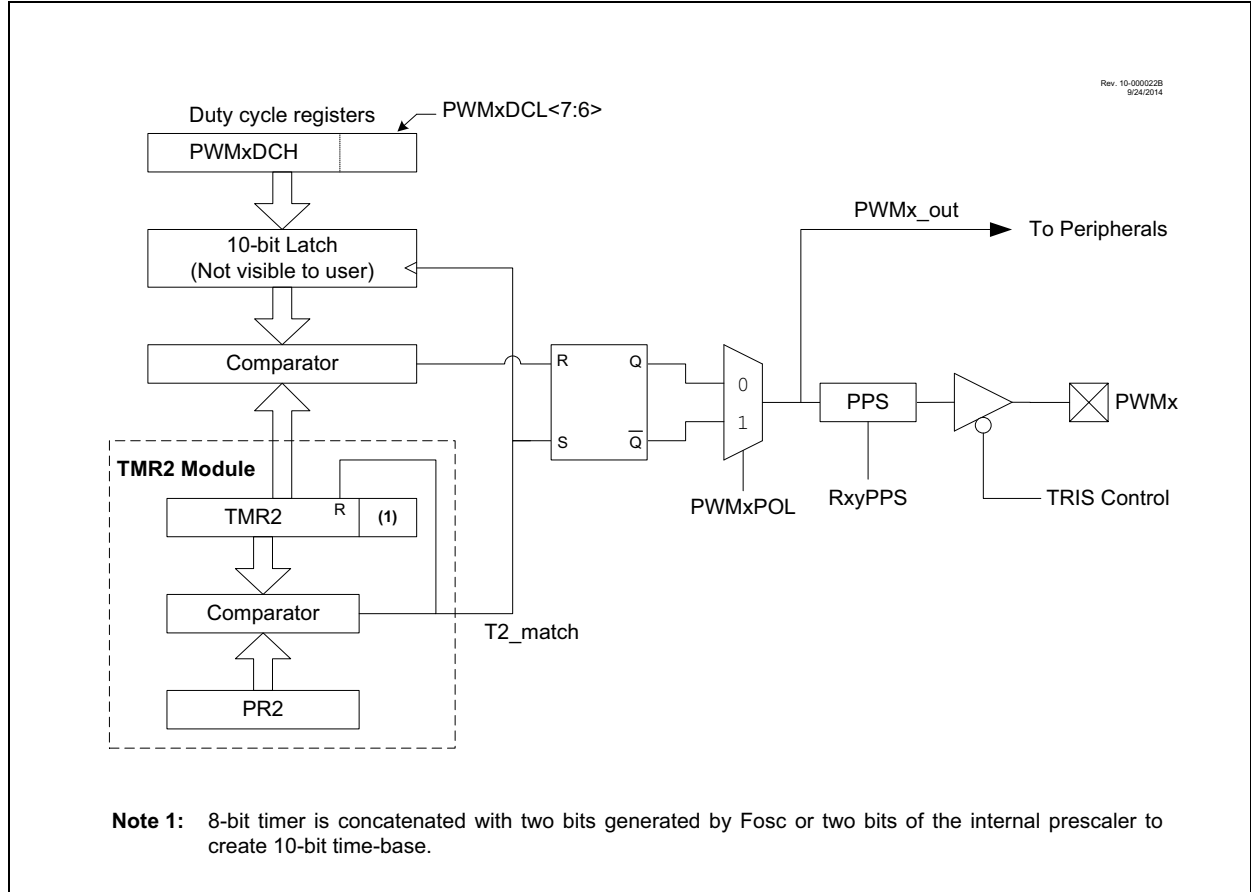 Rev. 10-000022B
9/24/2014
Duty cycle registers
PWMxDCL<7:6>
PWMxDCH
10-bit Latch
(Not visible to user)
Comparator
PWMx_out
To Peripherals
R
Q
S
Q
0
1
PPS
PWMx
PWMxPOL
RxyPPS
TRIS Control
TMR2 Module
TMR2
R
(1)
Comparator
T2_match
PR2
Note 1: 8-bit timer is concatenated with two bits generated by Fosc or two bits of the internal prescaler to
create 10-bit time-base.